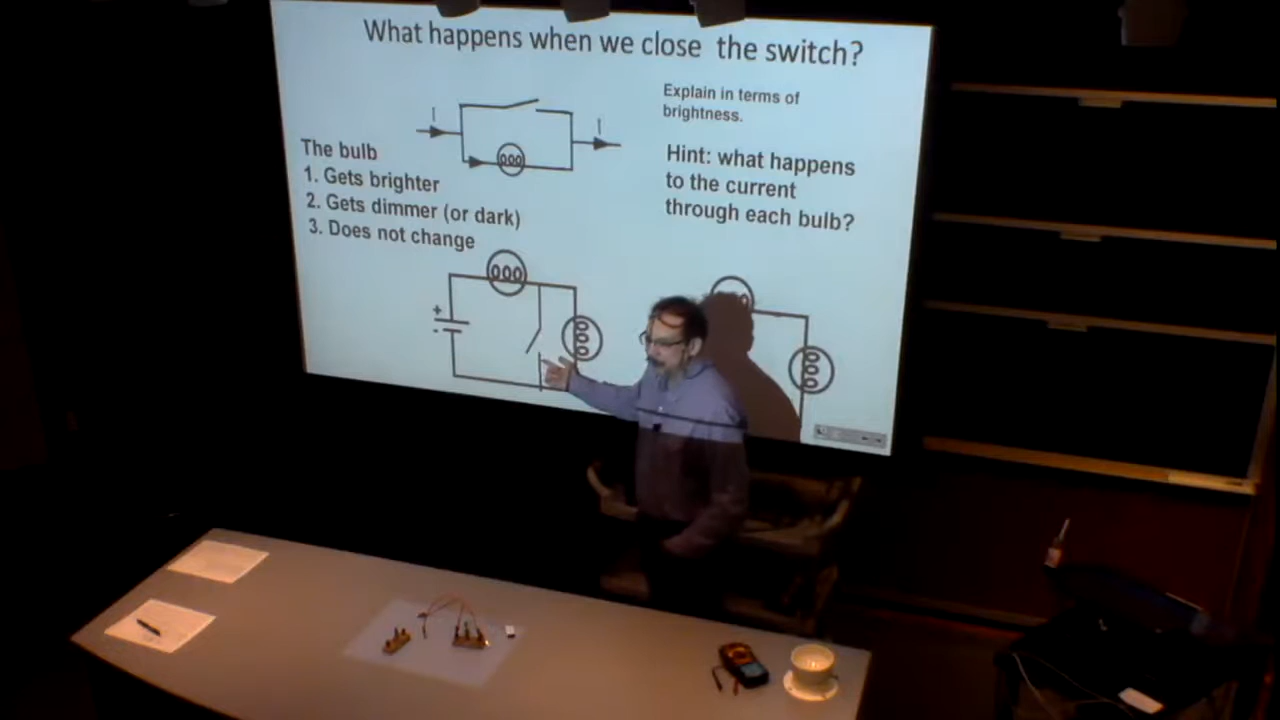 What happens when we close the switch?
Explain in terms of
brightness.
I
I
The bulb
1. Gets brighter
2. Gets dimmer (or dark)
3. Does not change
Hint: what happens
to the current
through each bulb?
+
-